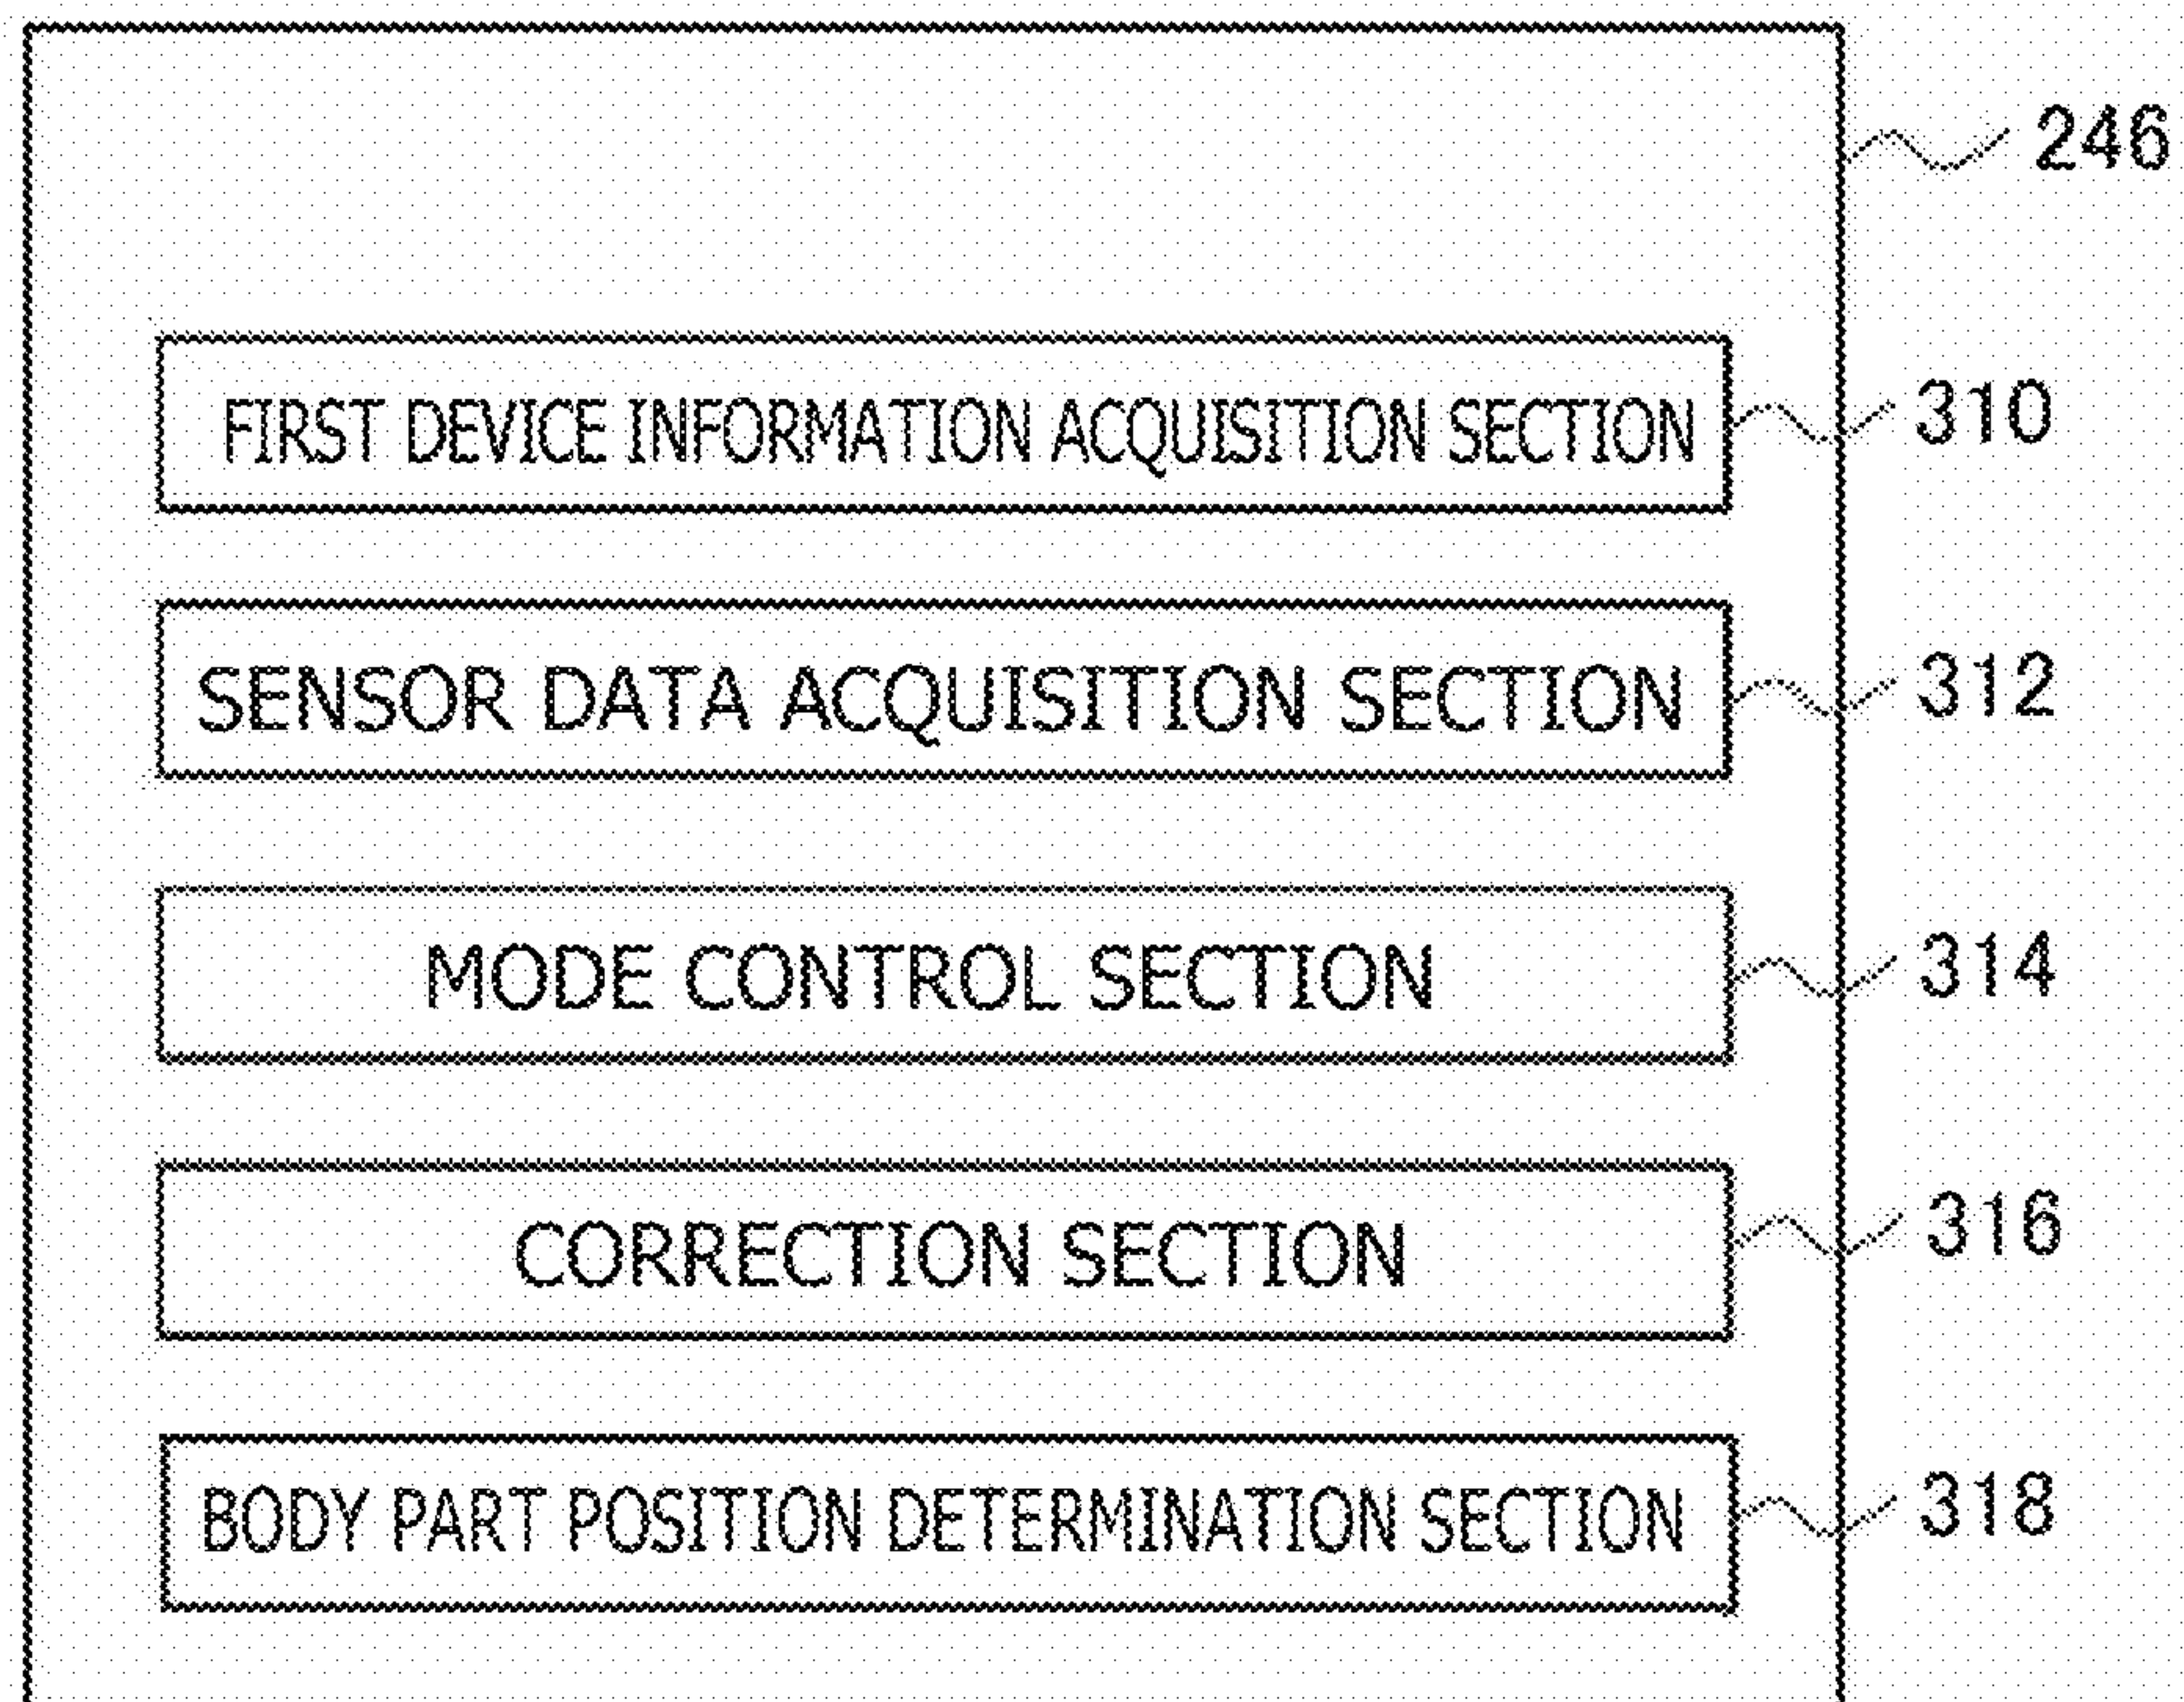 246
FIRST DEVICE INFORMATION ACQUISITION SECTION 310
SENSOR DATA ACQUISITION SECTION 312
MODE CONTROL SECTION 314
CORRECTION SECTION 316
BODY PART POSITION DETERMINATION SECTION 318